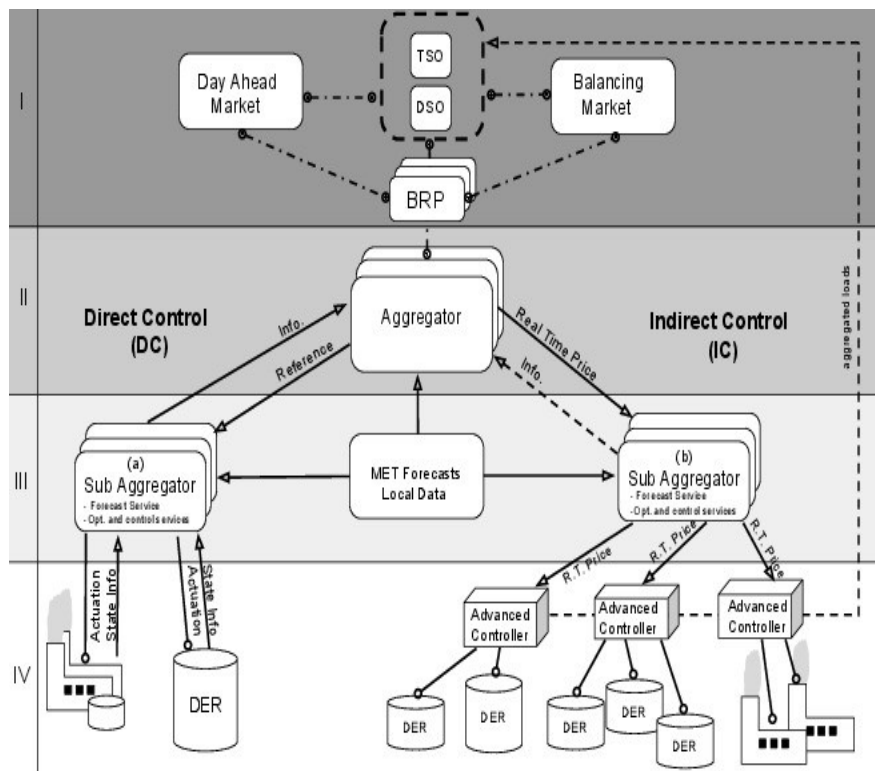 I
TSO
DSO
Day Ahead
Market
Balancing
Market
BRP
II
Direct Control
(DC)
Info.
Reference
Aggregator
Real Time Price
Info.
Indirect Control
(IC)
aggregated loads
III
(a)
Sub Aggregator
- Forecast Service
- Opt. and control services
MET Forecasts
Local Data
(b)
Sub Aggregator
- Forecast Service
- Opt. and control services
IV
Actuation
State Info
Actuation
State Info
DER
R.T. Price
R.T. Price
R.T. Price
Advanced
Controller
Advanced
Controller
Advanced
Controller
DER
DER
DER
DER
DER